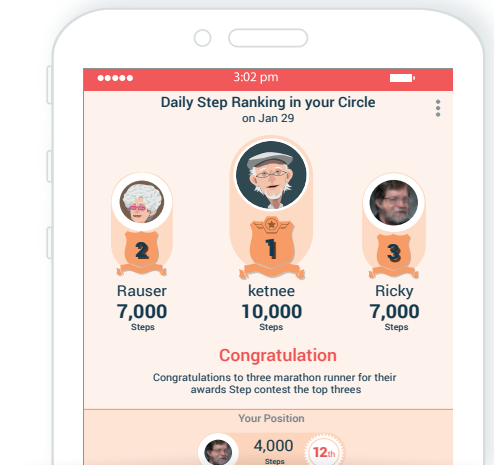 3:02 pm
Daily Step Ranking in your Circle
on Jan 29
2
1
3
Rauser
ketnee
Ricky
7,000
10,000
7,000
Steps
Steps
Steps
Congratulation
Congratulations to three marathon runner for their
awards Step contest the top threes
Your Position
4,000
12th
Steps